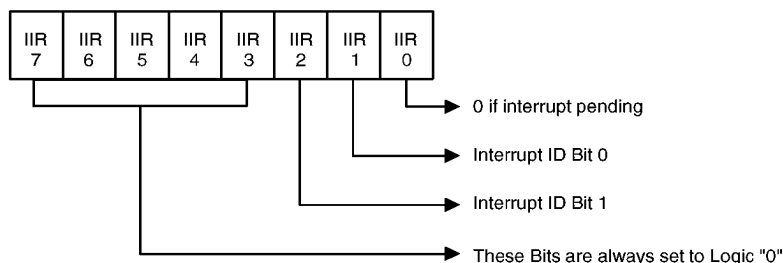 IIR 7 IIR 6 IIR 5 IIR 4 IIR 3 IIR 2 IIR 1 IIR 0
0 if interrupt pending
Interrupt ID Bit 0
Interrupt ID Bit 1
These Bits are always set to Logic "0"